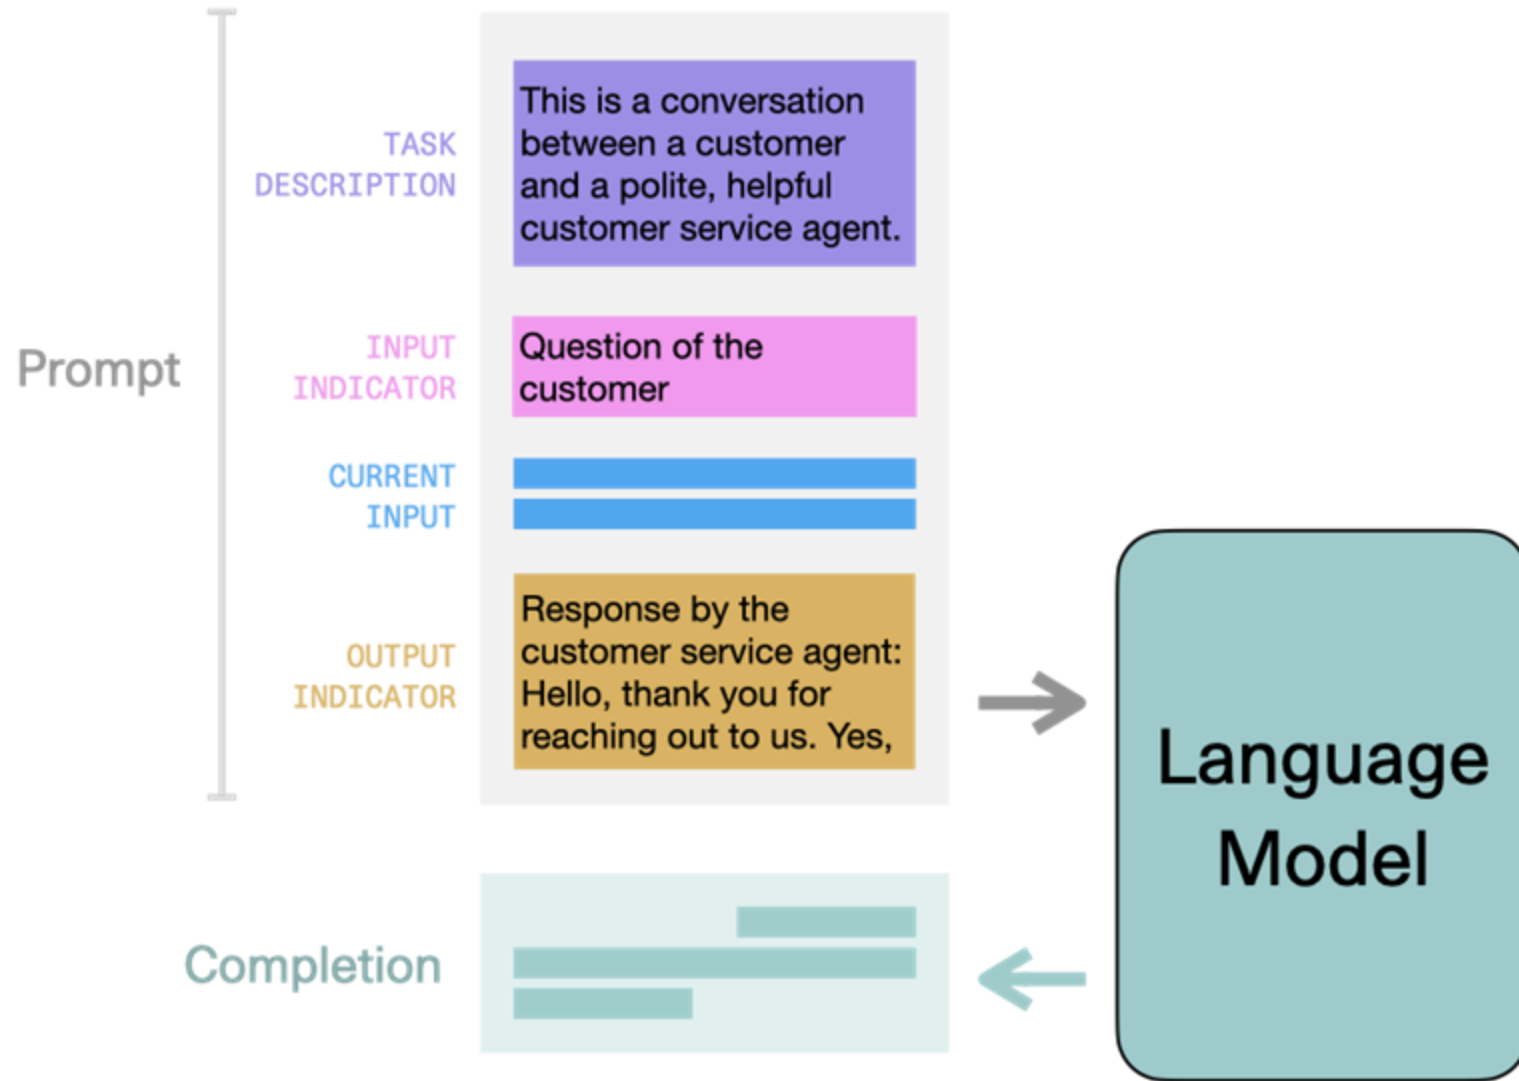 TASK
DESCRIPTION
This is a conversation
between a customer
and a polite, helpful
customer service agent.
Prompt
INPUT
INDICATOR
Question of the
customer
CURRENT
INPUT
OUTPUT
INDICATOR
Response by the
customer service agent:
Hello, thank you for
reaching out to us. Yes,
Language
Model
Completion